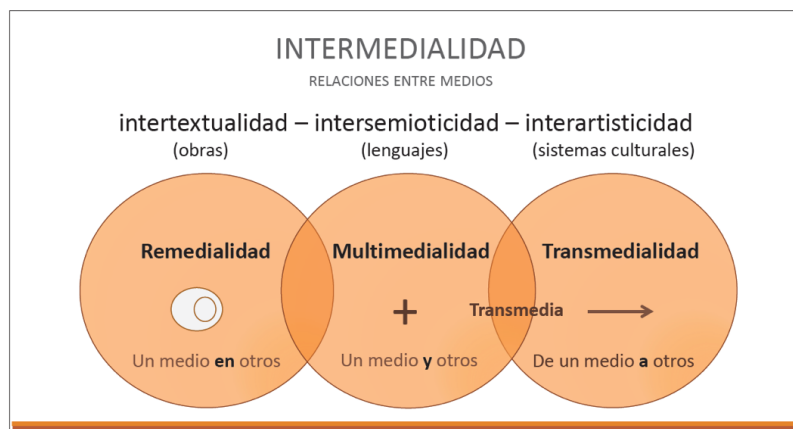 INTERMEDIALIDAD
RELACIONES ENTRE MEDIOS
intertextualidad – intersemioticidad – interartisticidad
(obras) (lenguajes) (sistemas culturales)
Remedialidad Multimedialidad Transmedialidad
+ Transmedia
Un medio en otros Un medio y otros De un medio a otros